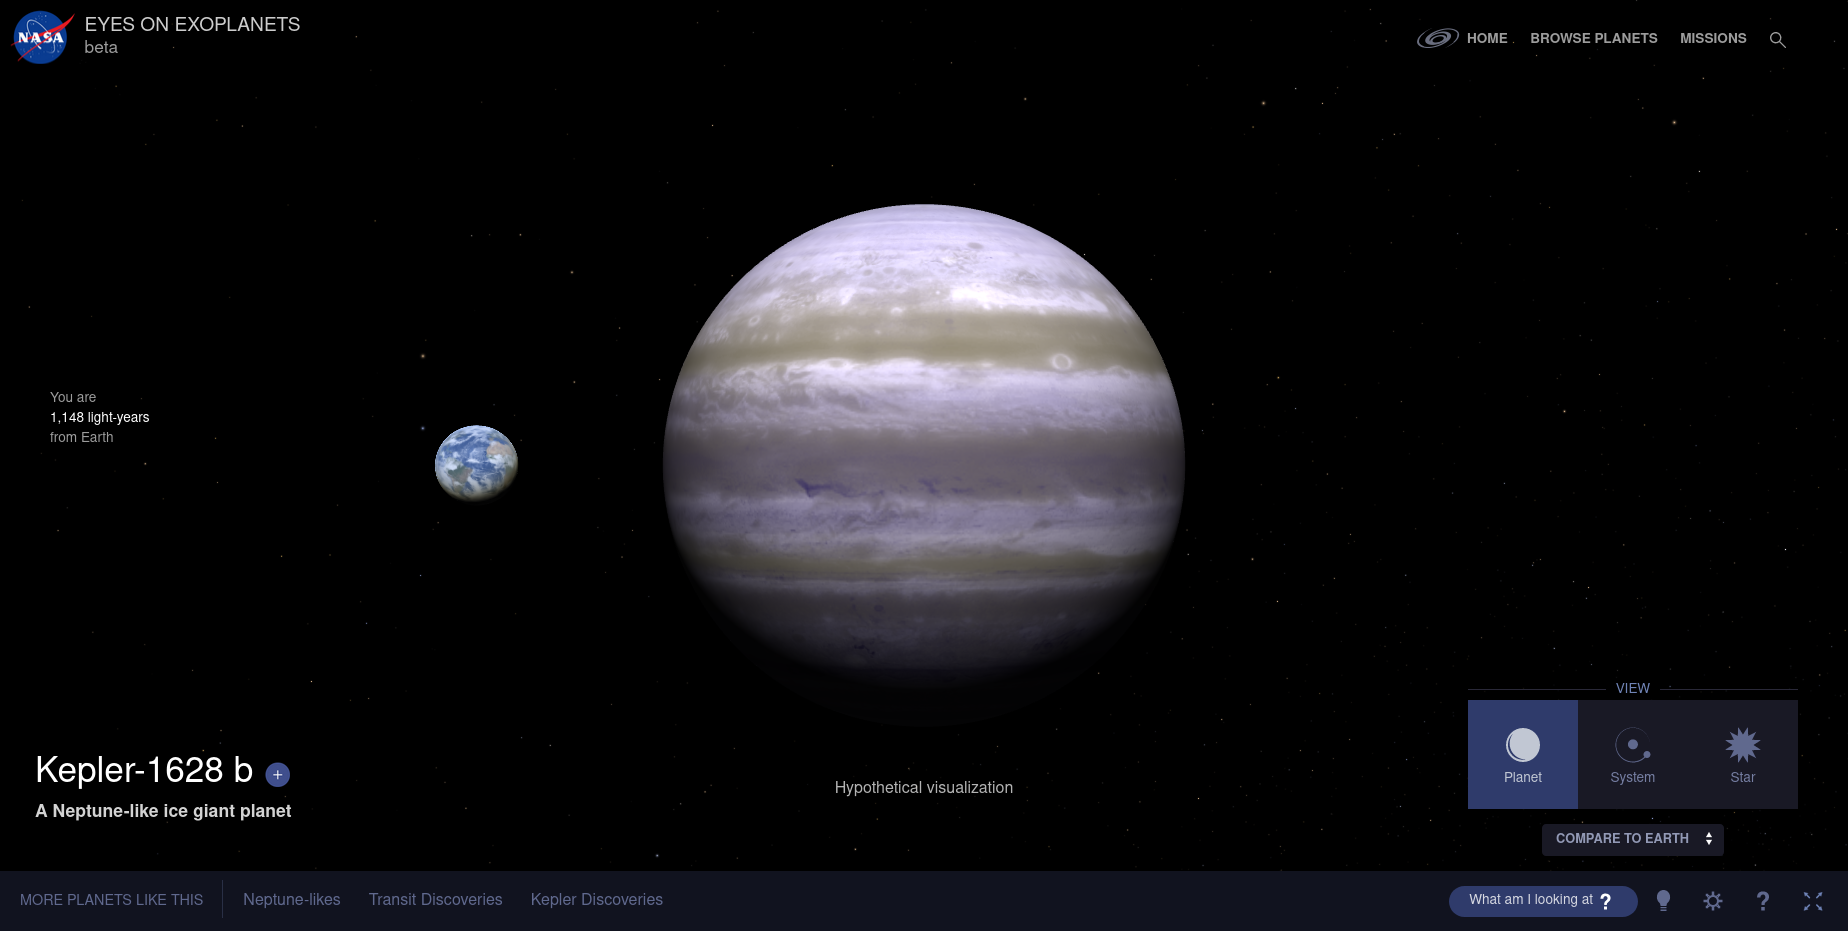 NASA
EYES ON EXOPLANETS
beta
HOME
BROWSE PLANETS
MISSIONS
You are
1,148 light-years
from Earth
Kepler-1628 b +
A Neptune-like ice giant planet
Hypothetical visualization
VIEW
Planet
System
Star
COMPARE TO EARTH
MORE PLANETS LIKE THIS
Neptune-likes
Transit Discoveries
Kepler Discoveries
What am I looking at ?
?